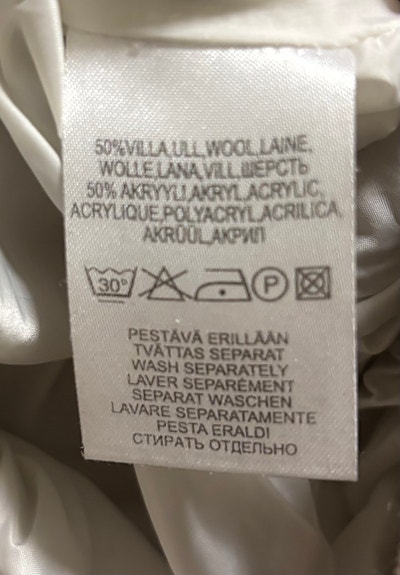 50%VILLA,ULL,WOOL,LAINE,
WOLLE,LANA,VILL,ШЕРСТЬ
50% AKRYYLI,AKRYL,ACRYLIC,
ACRYLIQUE,POLYACRYL,ACRILICA,
AKRÜÜL,АКРИЛ
30° P
PESTÄVÄ ERILLÄÄN
TVÄTTAS SEPARAT
WASH SEPARATELY
LAVER SEPARÉMENT
SEPARAT WASCHEN
LAVARE SEPARATAMENTE
PESTA ERALDI
СТИРАТЬ ОТДЕЛЬНО